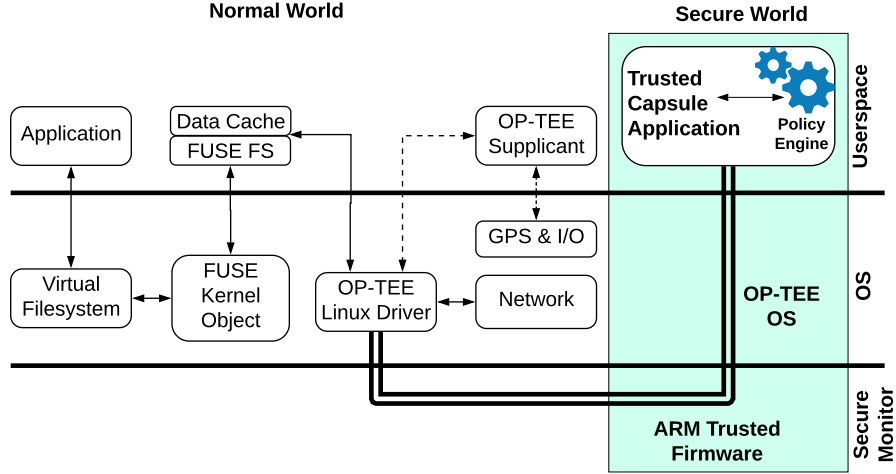 Normal World
Secure World
Application
Data Cache
FUSE FS
OP-TEE
Supplicant
Trusted
Capsule
Application
Policy
Engine
Userspace
Virtual
Filesystem
FUSE
Kernel
Object
OP-TEE
Linux Driver
GPS & I/O
Network
OP-TEE
OS
OS
ARM Trusted
Firmware
Secure
Monitor